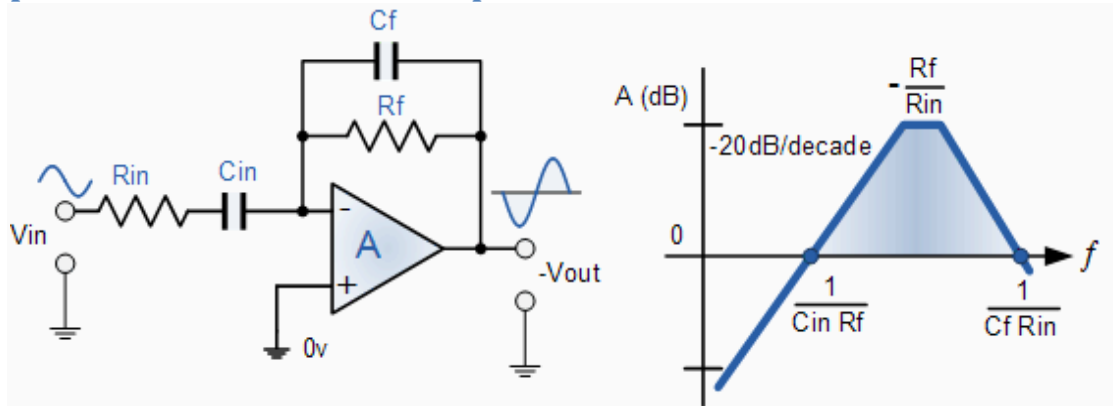 Cf
Rf
Rin
Cin
Vin
-
A
+
0v
-Vout
A (dB)
- Rf
Rin
-20dB/decade
0
f
1
Cin Rf
1
Cf Rin